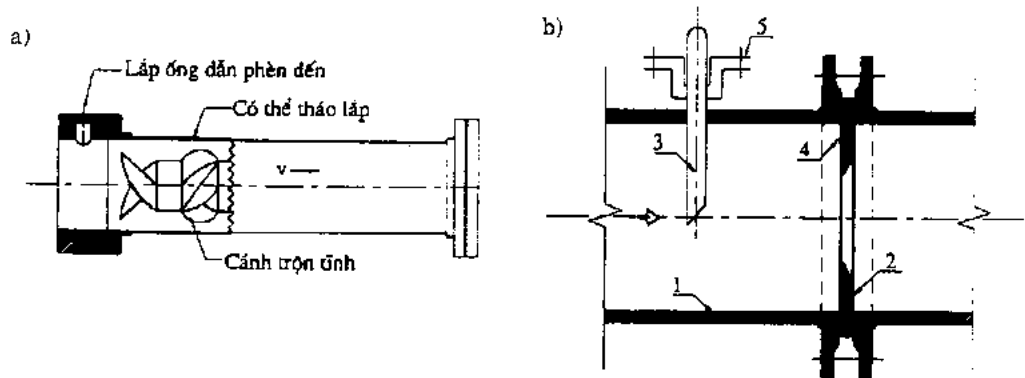 a)
Lắp ống dẫn phèn đến
Có thể tháo lắp
v
Cánh trộn tĩnh
b)
5
3
4
2
1